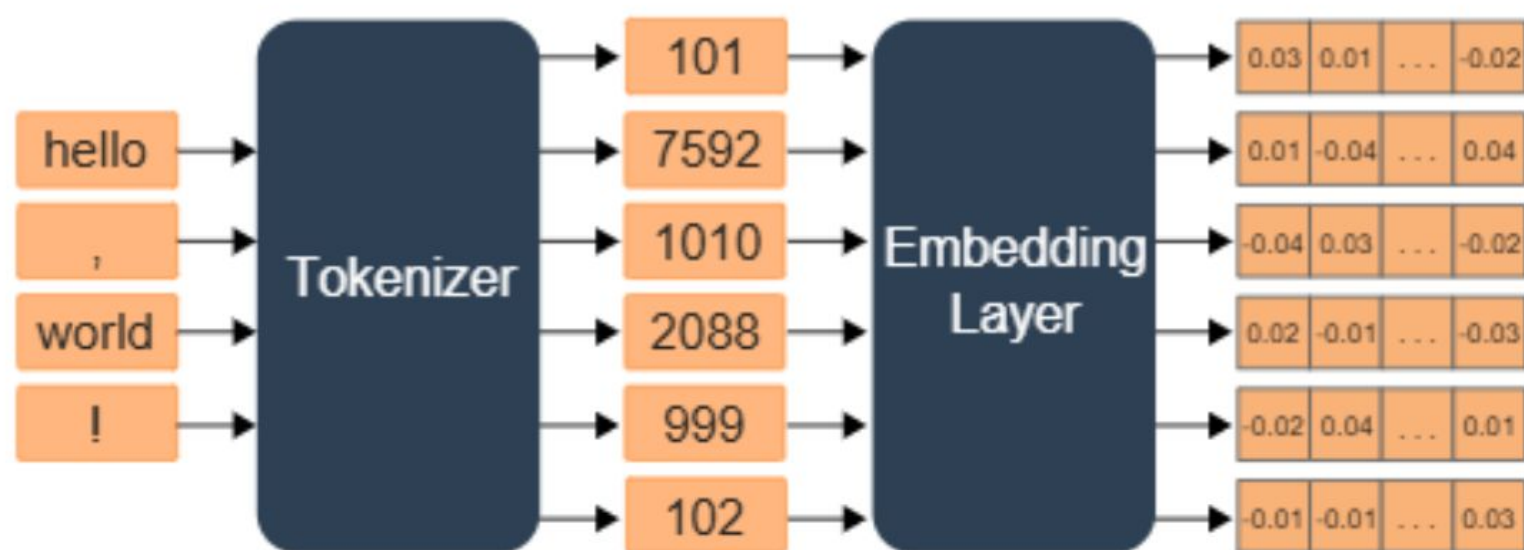 101 0.03 0.01 ... -0.02
hello 7592 0.01 -0.04 ... 0.04
, 1010 -0.04 0.03 ... -0.02
Tokenizer
Embedding
Layer
world 2088 0.02 -0.01 ... -0.03
! 999 -0.02 0.04 ... 0.01
102 -0.01 -0.01 ... 0.03